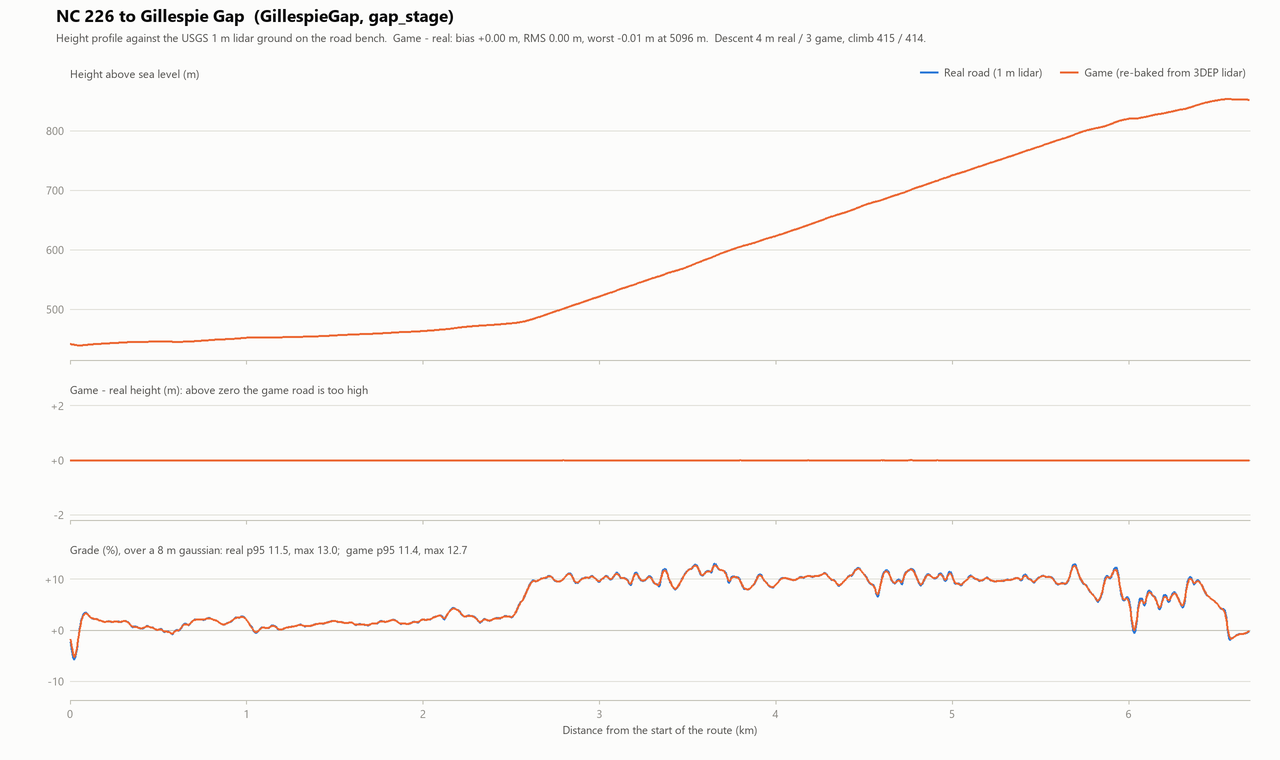 NC 226 to Gillespie Gap  (GillespieGap, gap_stage)
Height profile against the USGS 1 m lidar ground on the road bench.  Game - real: bias +0.00 m, RMS 0.00 m, worst -0.01 m at 5096 m.  Descent 4 m real / 3 game, climb 415 / 414.
Height above sea level (m)
Real road (1 m lidar)
Game (re-baked from 3DEP lidar)
800
700
600
500
Game - real height (m): above zero the game road is too high
+2
+0
-2
Grade (%), over a 8 m gaussian: real p95 11.5, max 13.0;  game p95 11.4, max 12.7
+10
+0
-10
0 1 2 3 4 5 6
Distance from the start of the route (km)